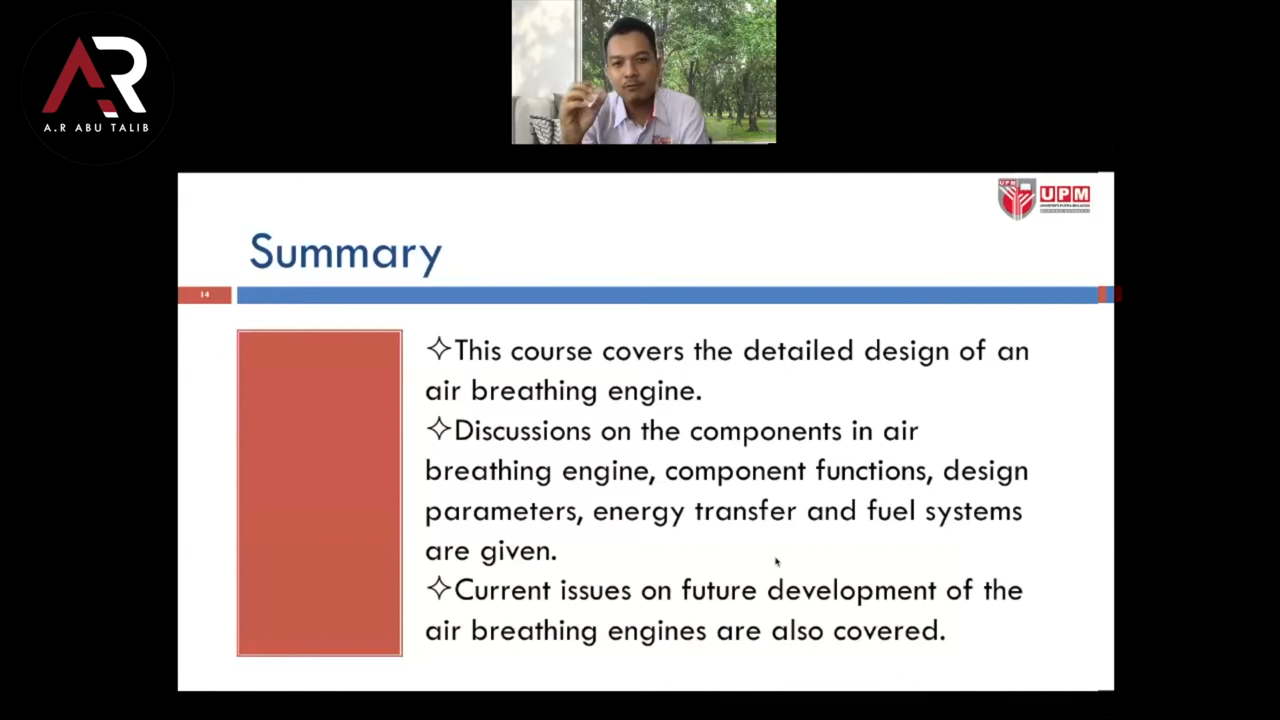 AR
A.R ABU TALIB
UPM
UPM
Summary
14
✧This course covers the detailed design of an
air breathing engine.
✧Discussions on the components in air
breathing engine, component functions, design
parameters, energy transfer and fuel systems
are given.
✧Current issues on future development of the
air breathing engines are also covered.